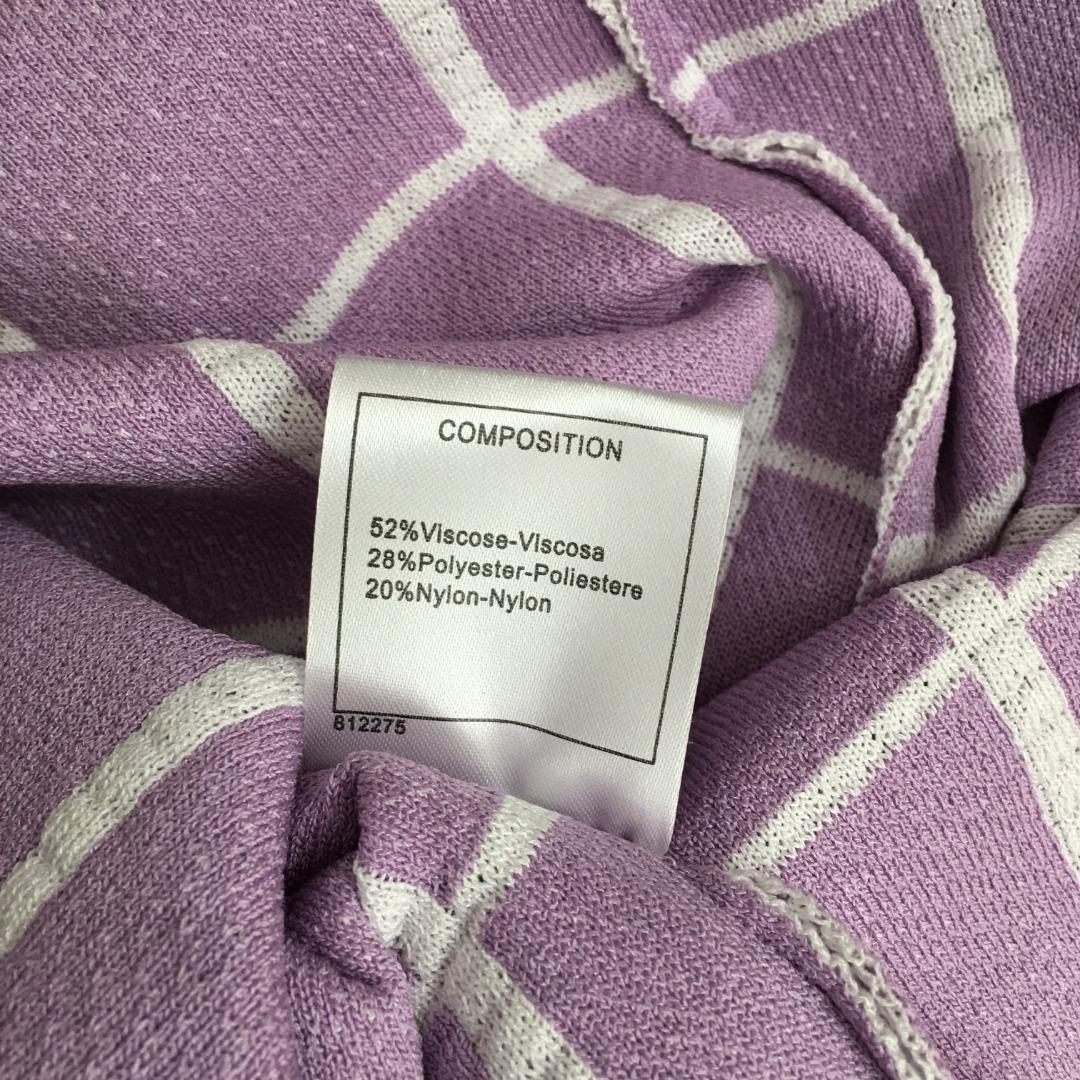 COMPOSITION
52%Viscose-Viscosa
28%Polyester-Poliestere
20%Nylon-Nylon
812275